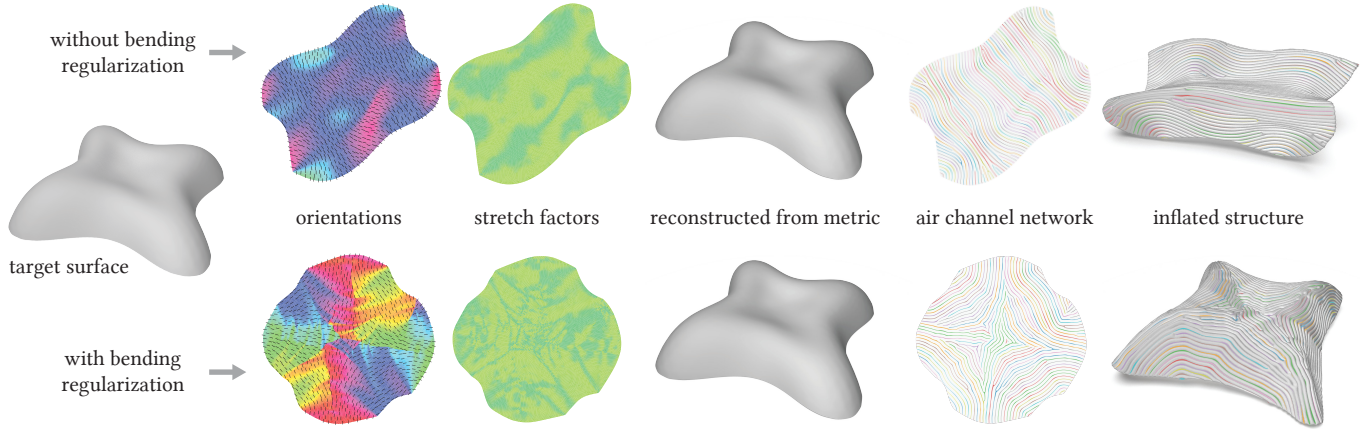 without bending
regularization
target surface
orientations
stretch factors
reconstructed from metric
air channel network
inflated structure
with bending
regularization